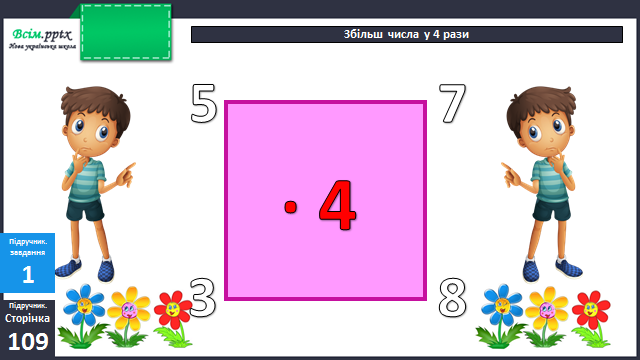 Всім.pptx
Нова українська школа
Збільш числа у 4 рази
5
7
· 4
3
8
Підручник.
завдання
1
Підручник.
Сторінка
109